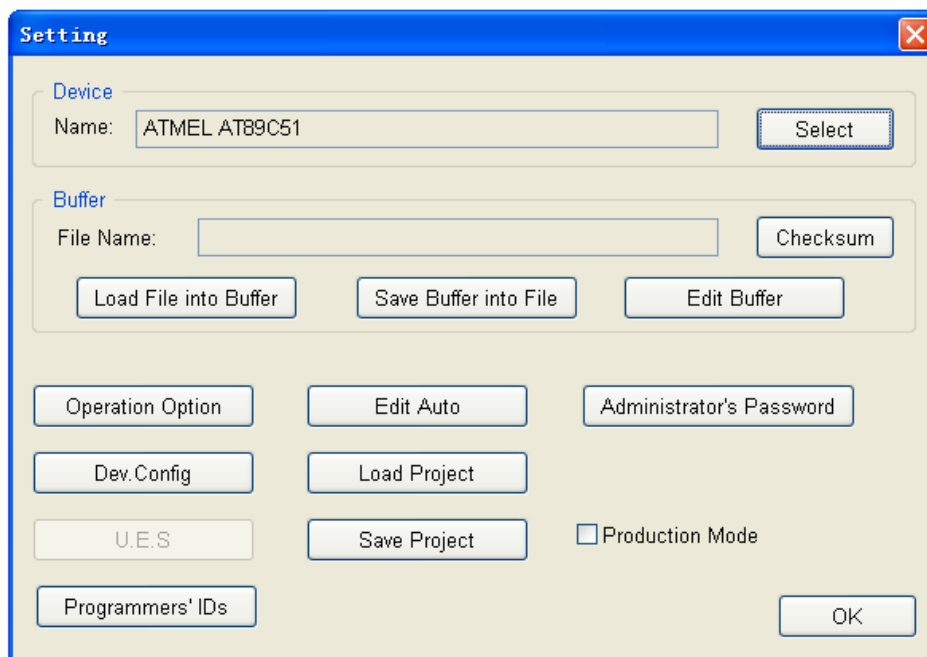 Setting
Device
Name: ATMEL AT89C51 Select
Buffer
File Name: Checksum
Load File into Buffer Save Buffer into File Edit Buffer
Operation Option Edit Auto Administrator's Password
Dev.Config Load Project
U.E.S Save Project Production Mode
Programmers' IDs OK